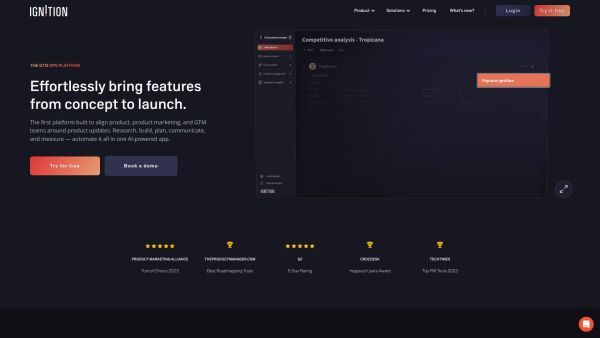 IGNITION
Product
Solutions
Pricing
What's new?
Login
Try it free
THE GTM OPS PLATFORM
Effortlessly bring features
from concept to launch.
The first platform built to align product, product marketing, and GTM
teams around product updates. Research, build, plan, communicate,
and measure — automate it all in one AI-powered app.
Try for free
Book a demo
Competitive analysis - Tropicana
Tropicana
Explore Ignition
IGNITION
PRODUCT MARKETING ALLIANCE
Tool of Choice 2023
THEPRODUCTMANAGER.COM
Best Roadmapping Tools
G2
5 Star Rating
CROZDESK
Happiest Users Award
TECHTIMES
Top PM Tools 2023